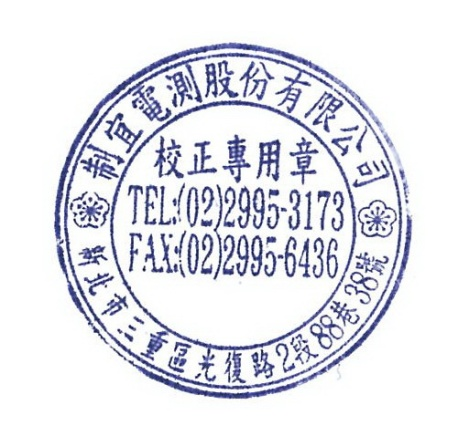 制宜電測股份有限公司
校正專用章
TEL:(02)2995-3173
FAX:(02)2995-6436
新北市三重區光復路2段88巷38號